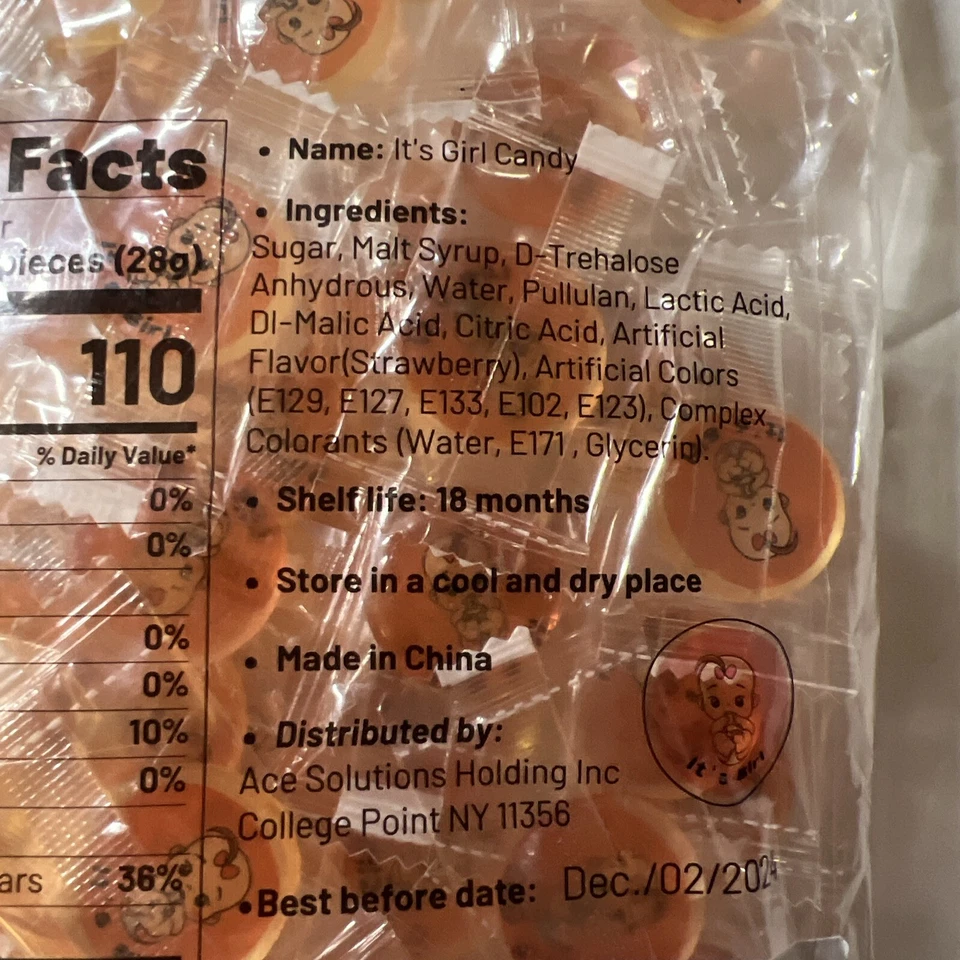 Facts
r
pieces (28g)
110
% Daily Value*
0%
0%
0%
0%
10%
0%
ars 36%
• Name: It's Girl Candy
• Ingredients:
Sugar, Malt Syrup, D-Trehalose
Anhydrous, Water, Pullulan, Lactic Acid,
Dl-Malic Acid, Citric Acid, Artificial
Flavor(Strawberry), Artificial Colors
(E129, E127, E133, E102, E123), Complex
Colorants (Water, E171 , Glycerin).
• Shelf life: 18 months
• Store in a cool and dry place
• Made in China
It's Girl
• Distributed by:
Ace Solutions Holding Inc
College Point NY 11356
• Best before date: Dec./02/2024